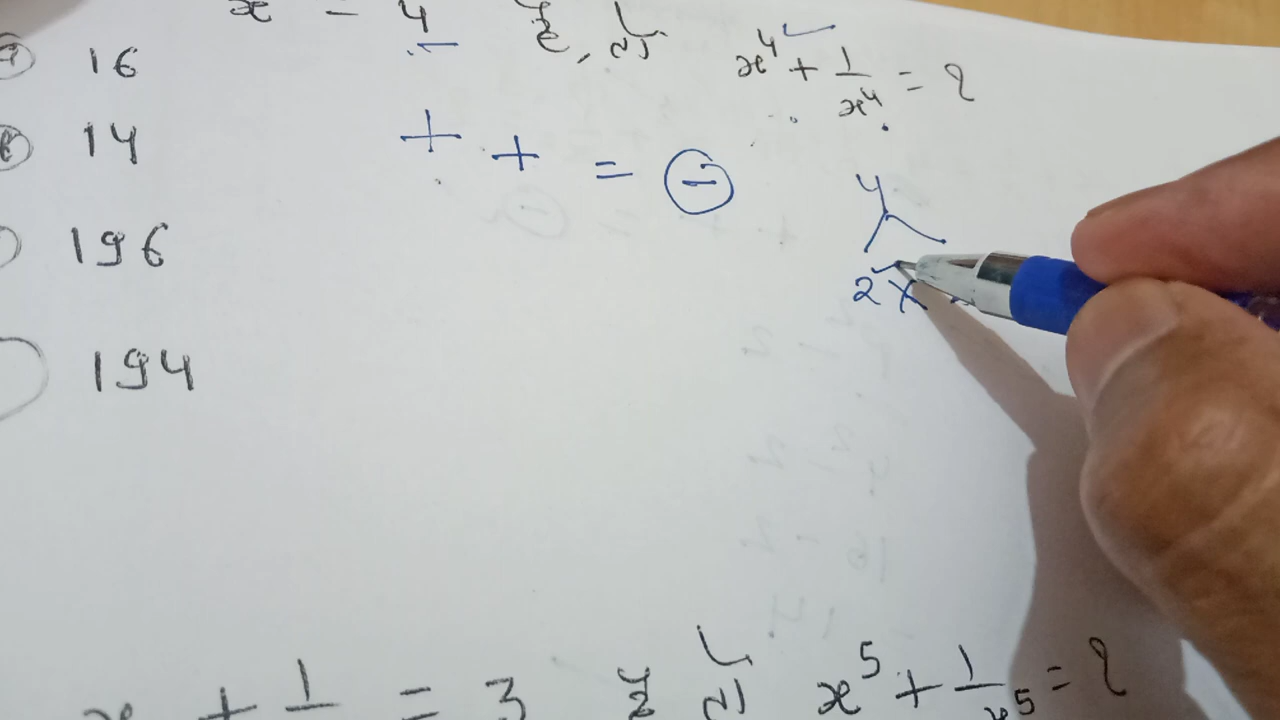 x = 4 है, तो x⁴ + 1/x⁴ = ?
16
14
196
194
+ + = -
4
2 ×
x + 1 = 3 है तो x⁵ + 1/x⁵ = ?